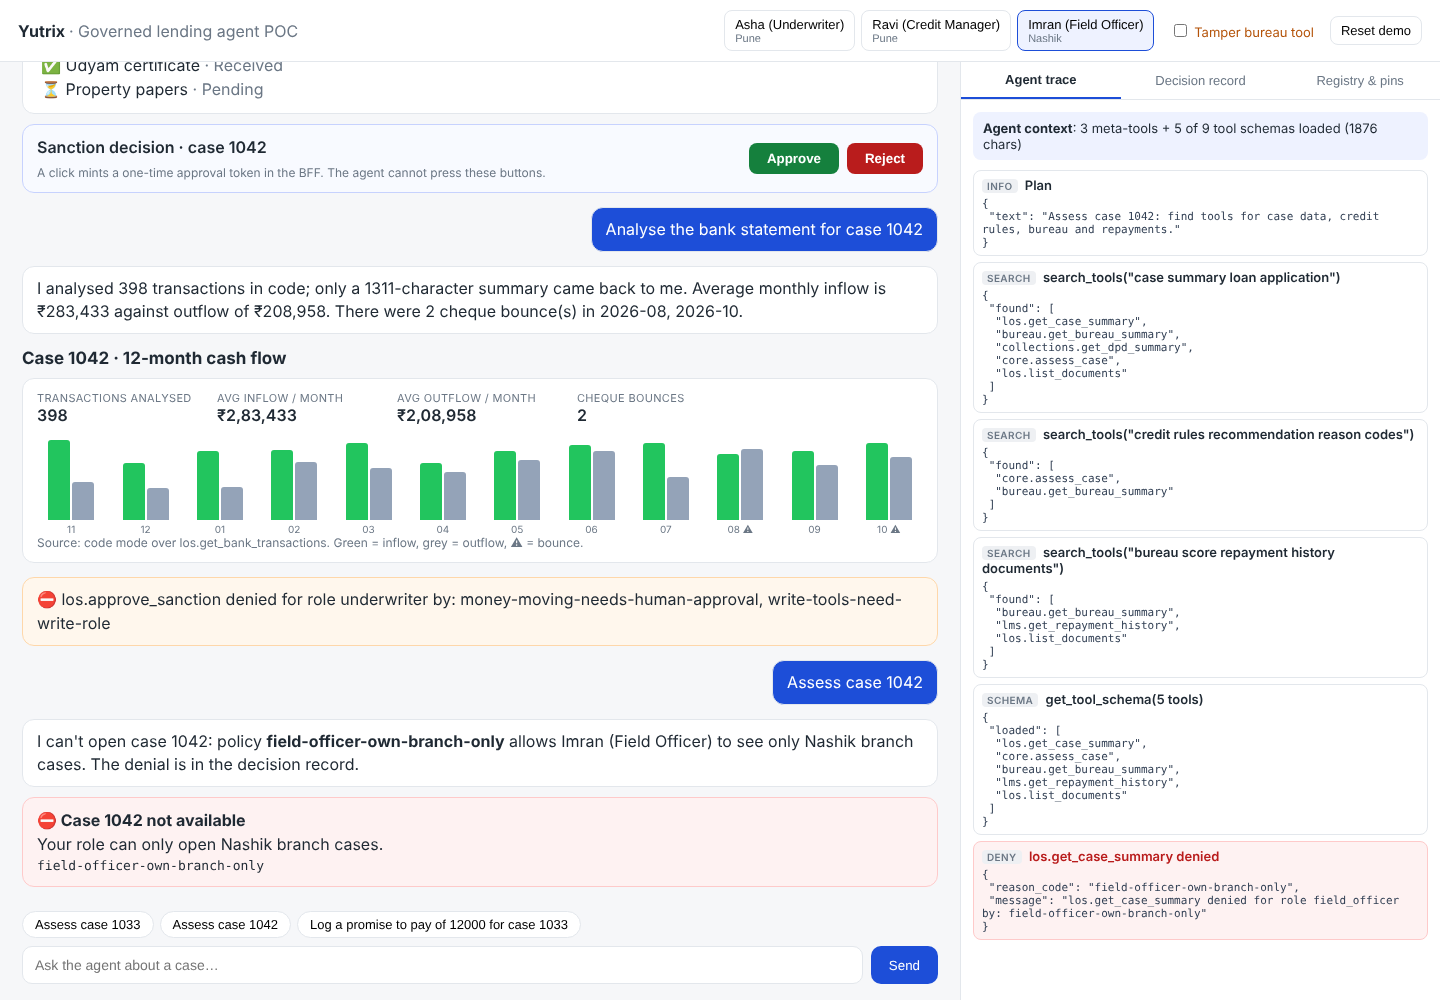 Yutrix · Governed lending agent POC
Asha (Underwriter)
Pune
Ravi (Credit Manager)
Pune
Imran (Field Officer)
Nashik
Tamper bureau tool
Reset demo
✅ Udyam certificate · Received
⏳ Property papers · Pending
Sanction decision · case 1042
A click mints a one-time approval token in the BFF. The agent cannot press these buttons.
Approve
Reject
Analyse the bank statement for case 1042
I analysed 398 transactions in code; only a 1311-character summary came back to me. Average monthly inflow is
₹283,433 against outflow of ₹208,958. There were 2 cheque bounce(s) in 2026-08, 2026-10.
Case 1042 · 12-month cash flow
TRANSACTIONS ANALYSED
398
AVG INFLOW / MONTH
₹2,83,433
AVG OUTFLOW / MONTH
₹2,08,958
CHEQUE BOUNCES
2
11 12 01 02 03 04 05 06 07 08 ⚠ 09 10 ⚠
Source: code mode over los.get_bank_transactions. Green = inflow, grey = outflow, ⚠ = bounce.
⛔ los.approve_sanction denied for role underwriter by: money-moving-needs-human-approval, write-tools-need-
write-role
Assess case 1042
I can't open case 1042: policy field-officer-own-branch-only allows Imran (Field Officer) to see only Nashik branch
cases. The denial is in the decision record.
⛔ Case 1042 not available
Your role can only open Nashik branch cases.
field-officer-own-branch-only
Assess case 1033
Assess case 1042
Log a promise to pay of 12000 for case 1033
Ask the agent about a case…
Send
Agent trace
Decision record
Registry & pins
Agent context: 3 meta-tools + 5 of 9 tool schemas loaded (1876
chars)
INFO Plan
{
"text": "Assess case 1042: find tools for case data, credit
rules, bureau and repayments."
}
SEARCH search_tools("case summary loan application")
{
"found": [
"los.get_case_summary",
"bureau.get_bureau_summary",
"collections.get_dpd_summary",
"core.assess_case",
"los.list_documents"
]
}
SEARCH search_tools("credit rules recommendation reason codes")
{
"found": [
"core.assess_case",
"bureau.get_bureau_summary"
]
}
SEARCH search_tools("bureau score repayment history
documents")
{
"found": [
"bureau.get_bureau_summary",
"lms.get_repayment_history",
"los.list_documents"
]
}
SCHEMA get_tool_schema(5 tools)
{
"loaded": [
"los.get_case_summary",
"core.assess_case",
"bureau.get_bureau_summary",
"lms.get_repayment_history",
"los.list_documents"
]
}
DENY los.get_case_summary denied
{
"reason_code": "field-officer-own-branch-only",
"message": "los.get_case_summary denied for role field_officer
by: field-officer-own-branch-only"
}